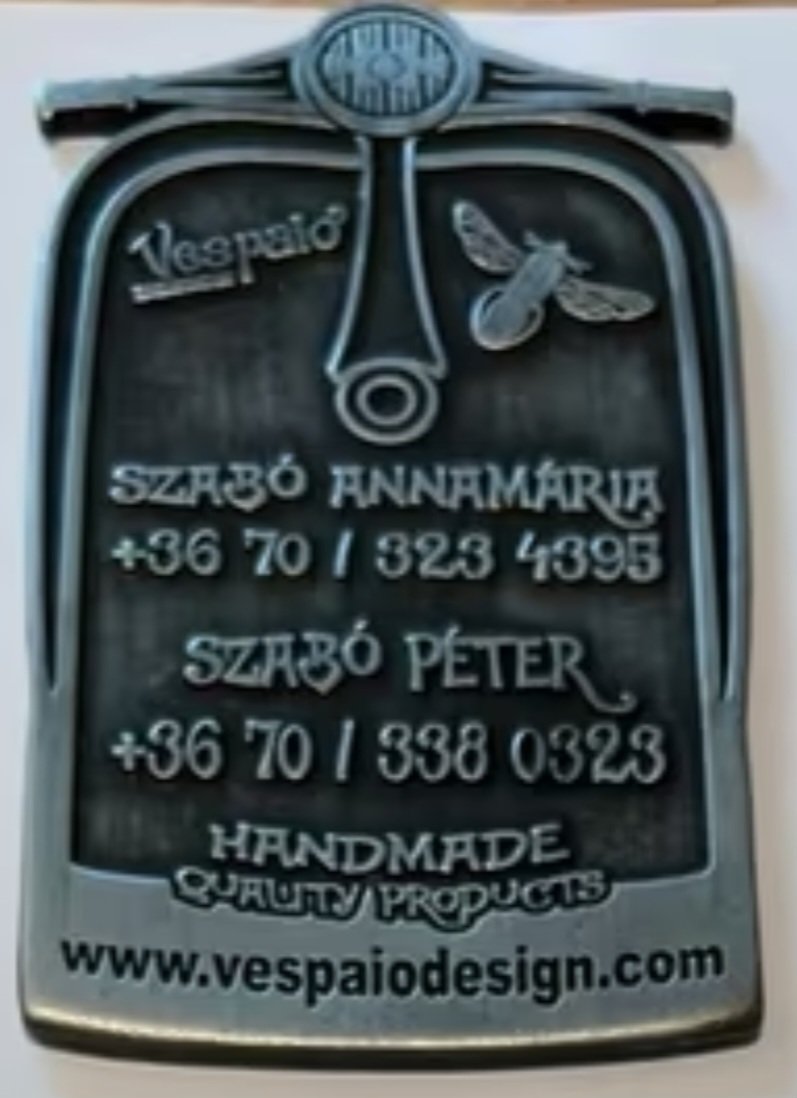 Vespaio
SZABÓ ANNAMÁRIA
+36 70 / 323 4395
SZABÓ PÉTER
+36 70 / 338 0323
HANDMADE
QUALITY PRODUCTS
www.vespaiodesign.com